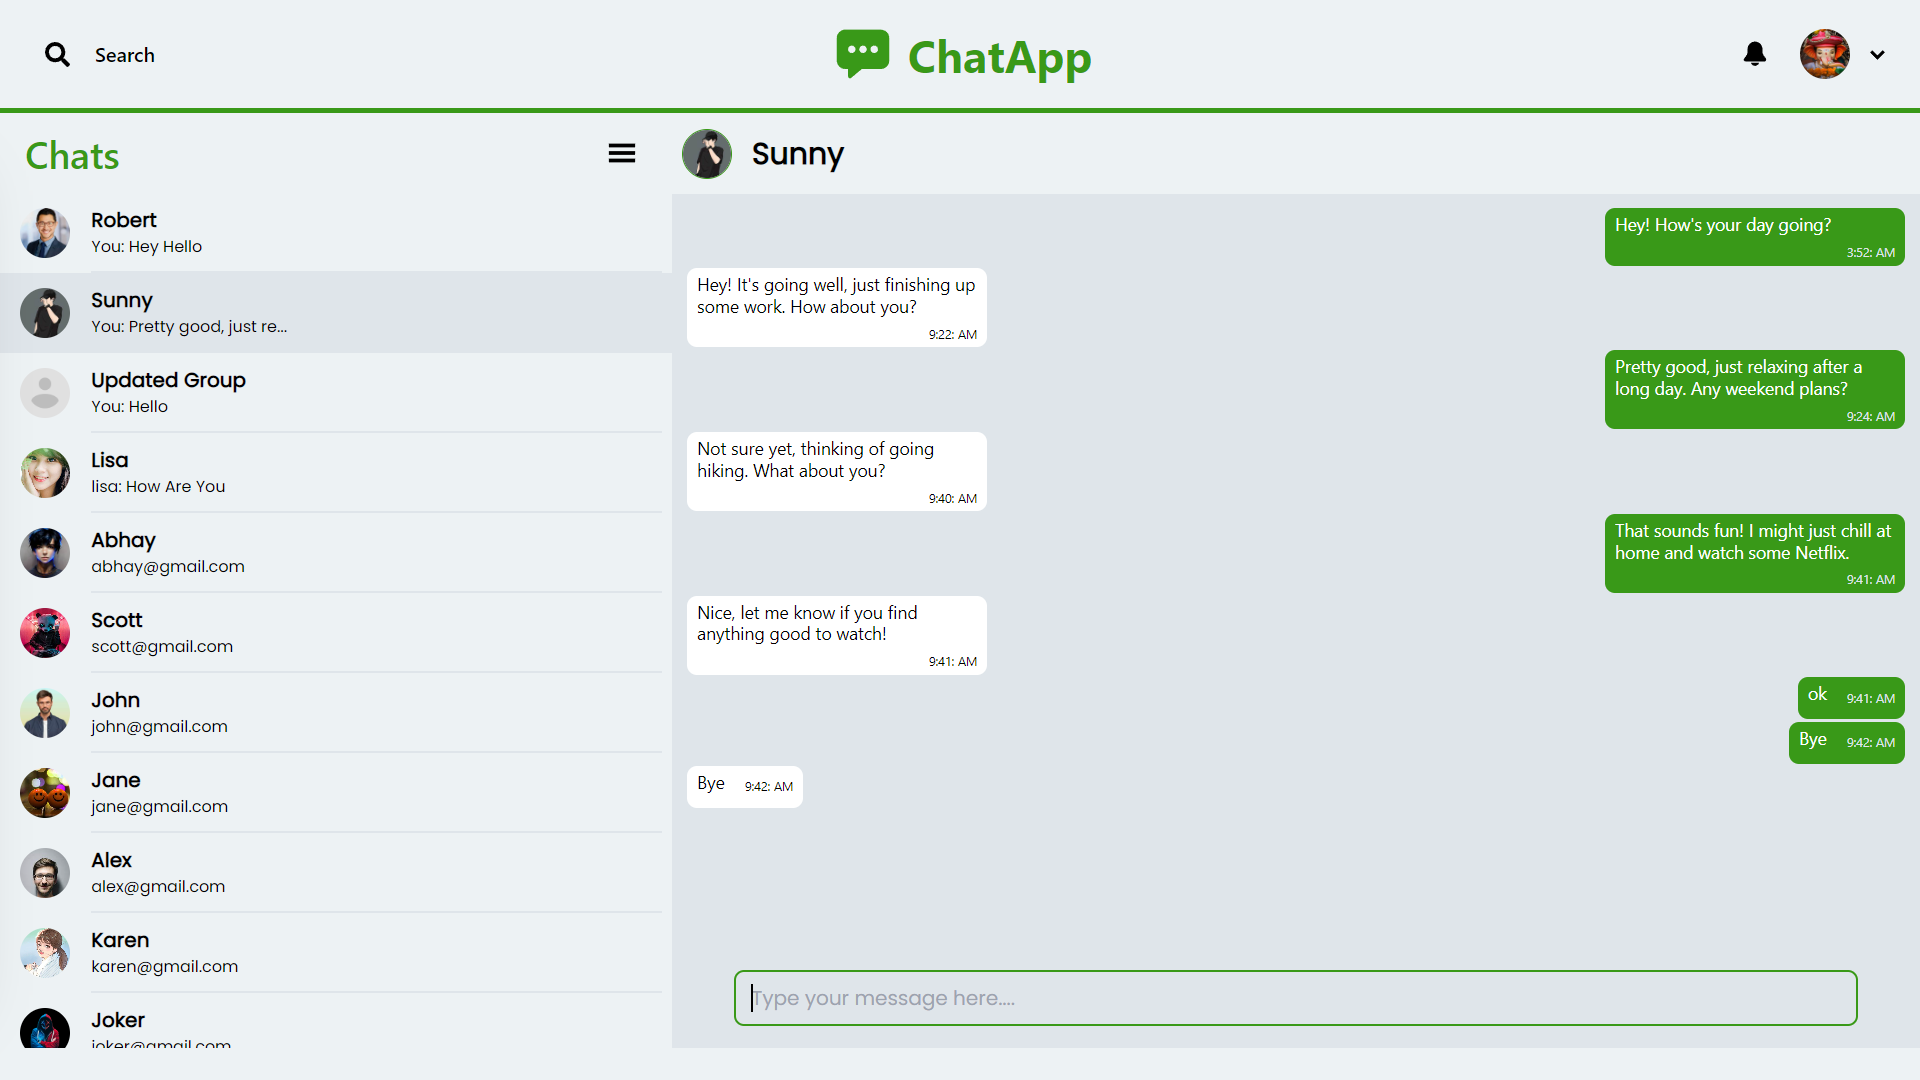 Search
ChatApp
Chats
Robert
You: Hey Hello
Sunny
You: Pretty good, just re...
Updated Group
You: Hello
Lisa
lisa: How Are You
Abhay
abhay@gmail.com
Scott
scott@gmail.com
John
john@gmail.com
Jane
jane@gmail.com
Alex
alex@gmail.com
Karen
karen@gmail.com
Joker
joker@gmail.com
Sunny
Hey! How's your day going?
3:52: AM
Hey! It's going well, just finishing up
some work. How about you?
9:22: AM
Pretty good, just relaxing after a
long day. Any weekend plans?
9:24: AM
Not sure yet, thinking of going
hiking. What about you?
9:40: AM
That sounds fun! I might just chill at
home and watch some Netflix.
9:41: AM
Nice, let me know if you find
anything good to watch!
9:41: AM
ok 9:41: AM
Bye 9:42: AM
Bye 9:42: AM
Type your message here....